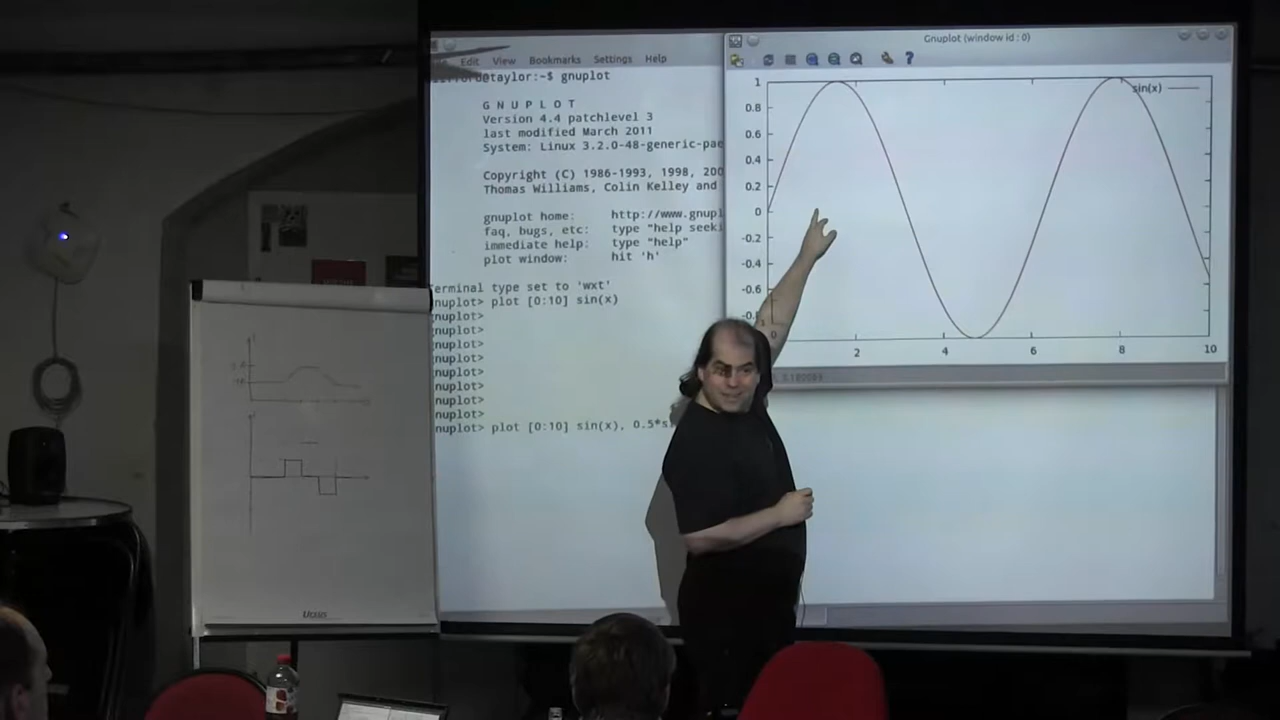 Edit View Bookmarks Settings Help
@taylor:~$ gnuplot
G N U P L O T
Version 4.4 patchlevel 3
last modified March 2011
System: Linux 3.2.0-48-generic-pae
Copyright (C) 1986-1993, 1998, 200
Thomas Williams, Colin Kelley and
gnuplot home: http://www.gnupl
faq, bugs, etc: type "help seeki
immediate help: type "help"
plot window: hit 'h'
Terminal type set to 'wxt'
gnuplot> plot [0:10] sin(x)
gnuplot>
gnuplot>
gnuplot>
gnuplot>
gnuplot>
gnuplot>
gnuplot>
gnuplot>
gnuplot> plot [0:10] sin(x), 0.5*s
Gnuplot (window id : 0)
sin(x)
1
0.8
0.6
0.4
0.2
0
-0.2
-0.4
-0.6
-0.8
0 2 4 6 8 10